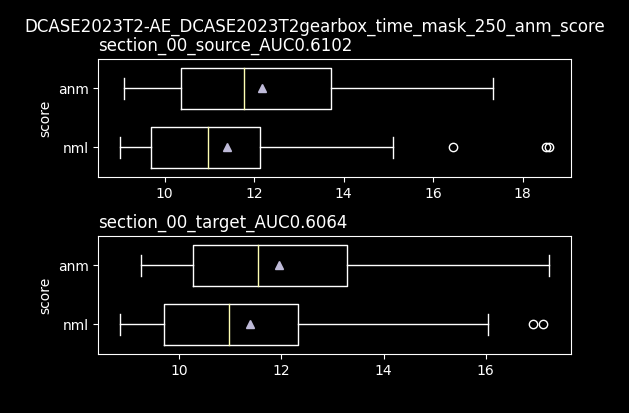 DCASE2023T2-AE_DCASE2023T2gearbox_time_mask_250_anm_score
section_00_source_AUC0.6102
anm
nml
score
10 12 14 16 18
section_00_target_AUC0.6064
anm
nml
score
10 12 14 16